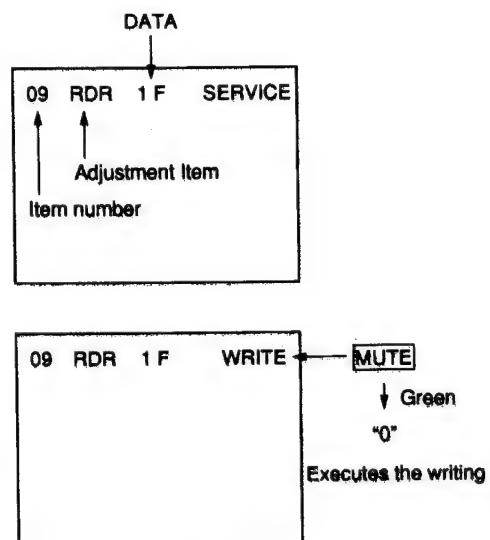 DATA
09 RDR 1 F SERVICE
Adjustment Item
Item number
09 RDR 1 F WRITE MUTE
Green
"0"
Executes the writing